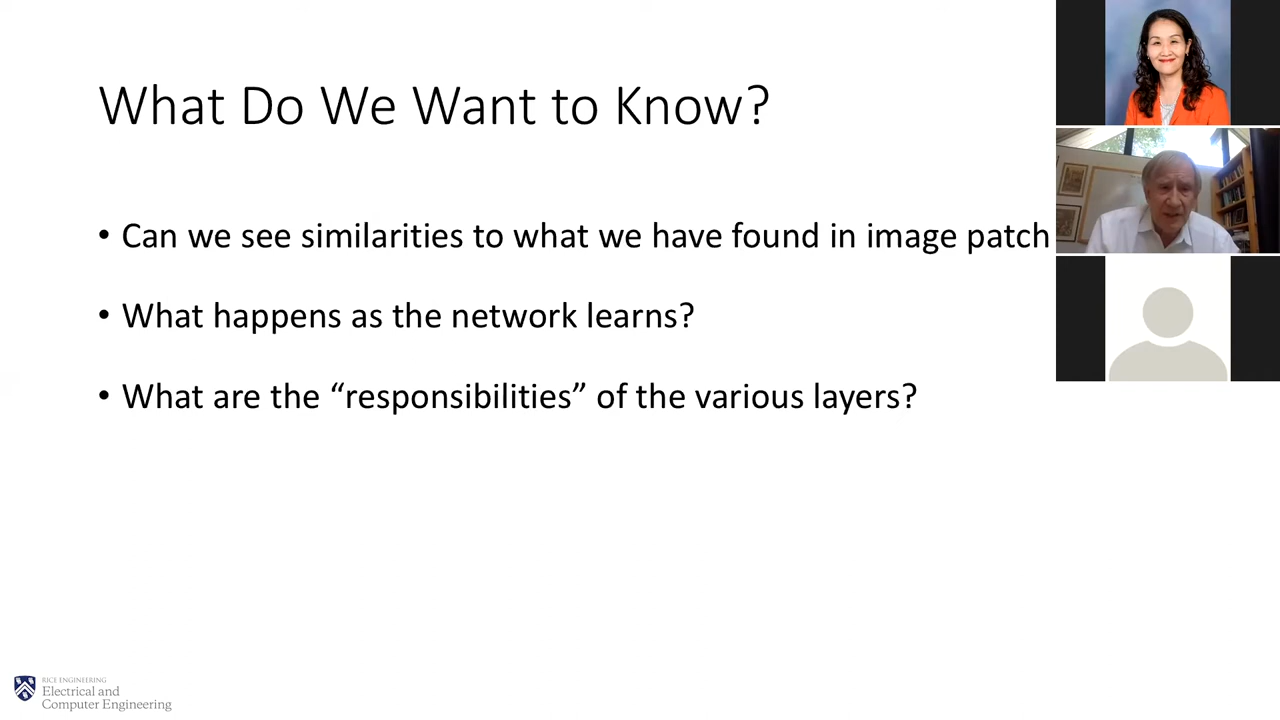 What Do We Want to Know?
• Can we see similarities to what we have found in image patch
• What happens as the network learns?
• What are the “responsibilities” of the various layers?
RICE ENGINEERING
Electrical and
Computer Engineering